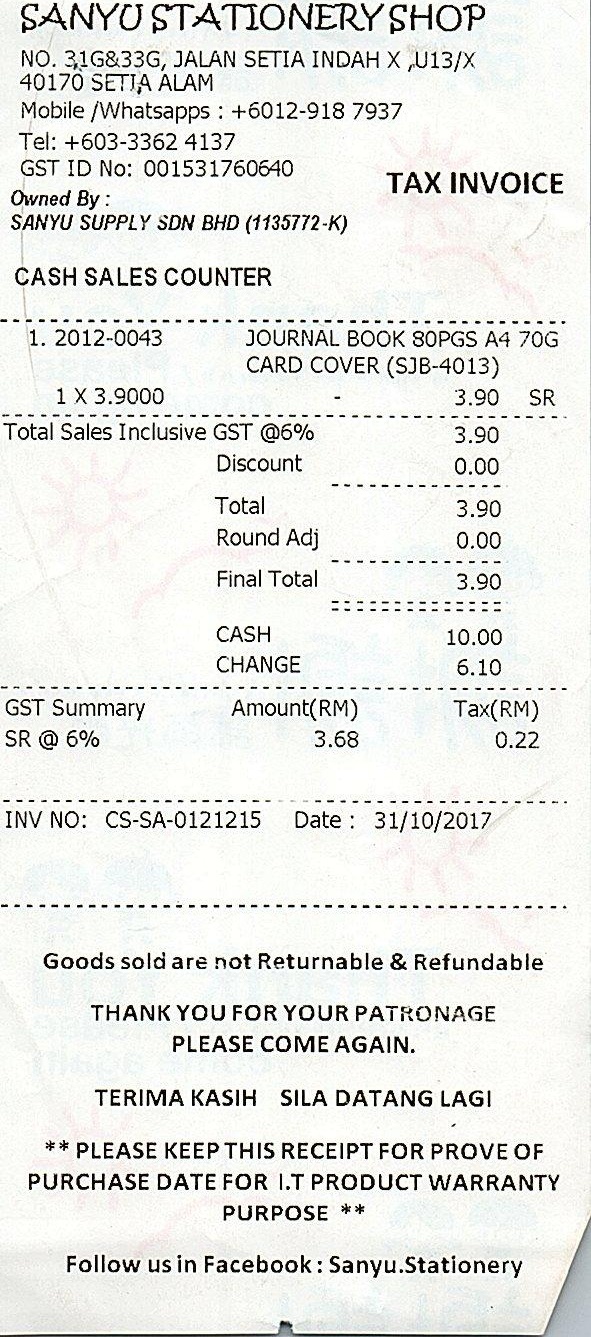 SANYU STATIONERY SHOP
NO. 31G&33G, JALAN SETIA INDAH X ,U13/X
40170 SETIA ALAM
Mobile /Whatsapps : +6012-918 7937
Tel: +603-3362 4137
GST ID No: 001531760640
TAX INVOICE
Owned By :
SANYU SUPPLY SDN BHD (1135772-K)
CASH SALES COUNTER
1. 2012-0043 JOURNAL BOOK 80PGS A4 70G
CARD COVER (SJB-4013)
1 X 3.9000 - 3.90 SR
Total Sales Inclusive GST @6% 3.90
Discount 0.00
Total 3.90
Round Adj 0.00
Final Total 3.90
CASH 10.00
CHANGE 6.10
GST Summary Amount(RM) Tax(RM)
SR @ 6% 3.68 0.22
INV NO: CS-SA-0121215 Date : 31/10/2017
Goods sold are not Returnable & Refundable
THANK YOU FOR YOUR PATRONAGE
PLEASE COME AGAIN.
TERIMA KASIH SILA DATANG LAGI
** PLEASE KEEP THIS RECEIPT FOR PROVE OF
PURCHASE DATE FOR I.T PRODUCT WARRANTY
PURPOSE **
Follow us in Facebook : Sanyu.Stationery